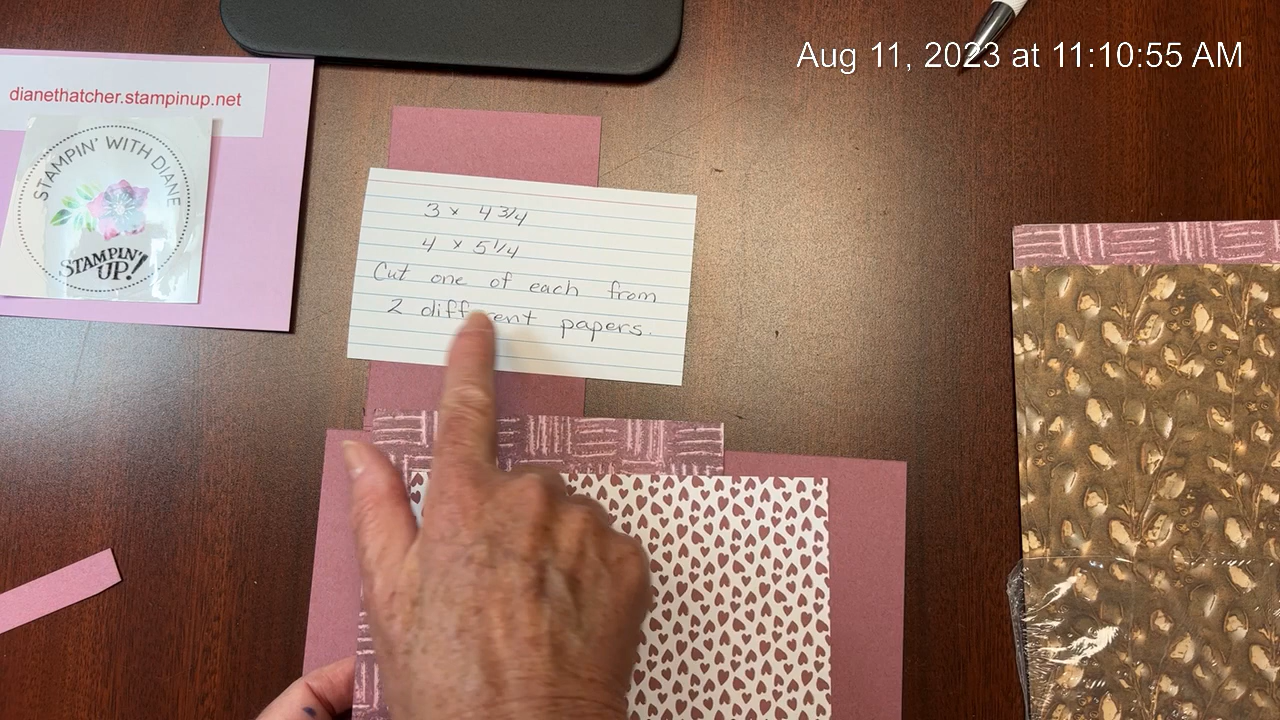 Aug 11, 2023 at 11:10:55 AM
dianethatcher.stampinup.net
STAMPIN' WITH DIANE
STAMPIN'
UP!
3 x 4 3/4
4 x 5 1/4
Cut one of each from
2 different papers.